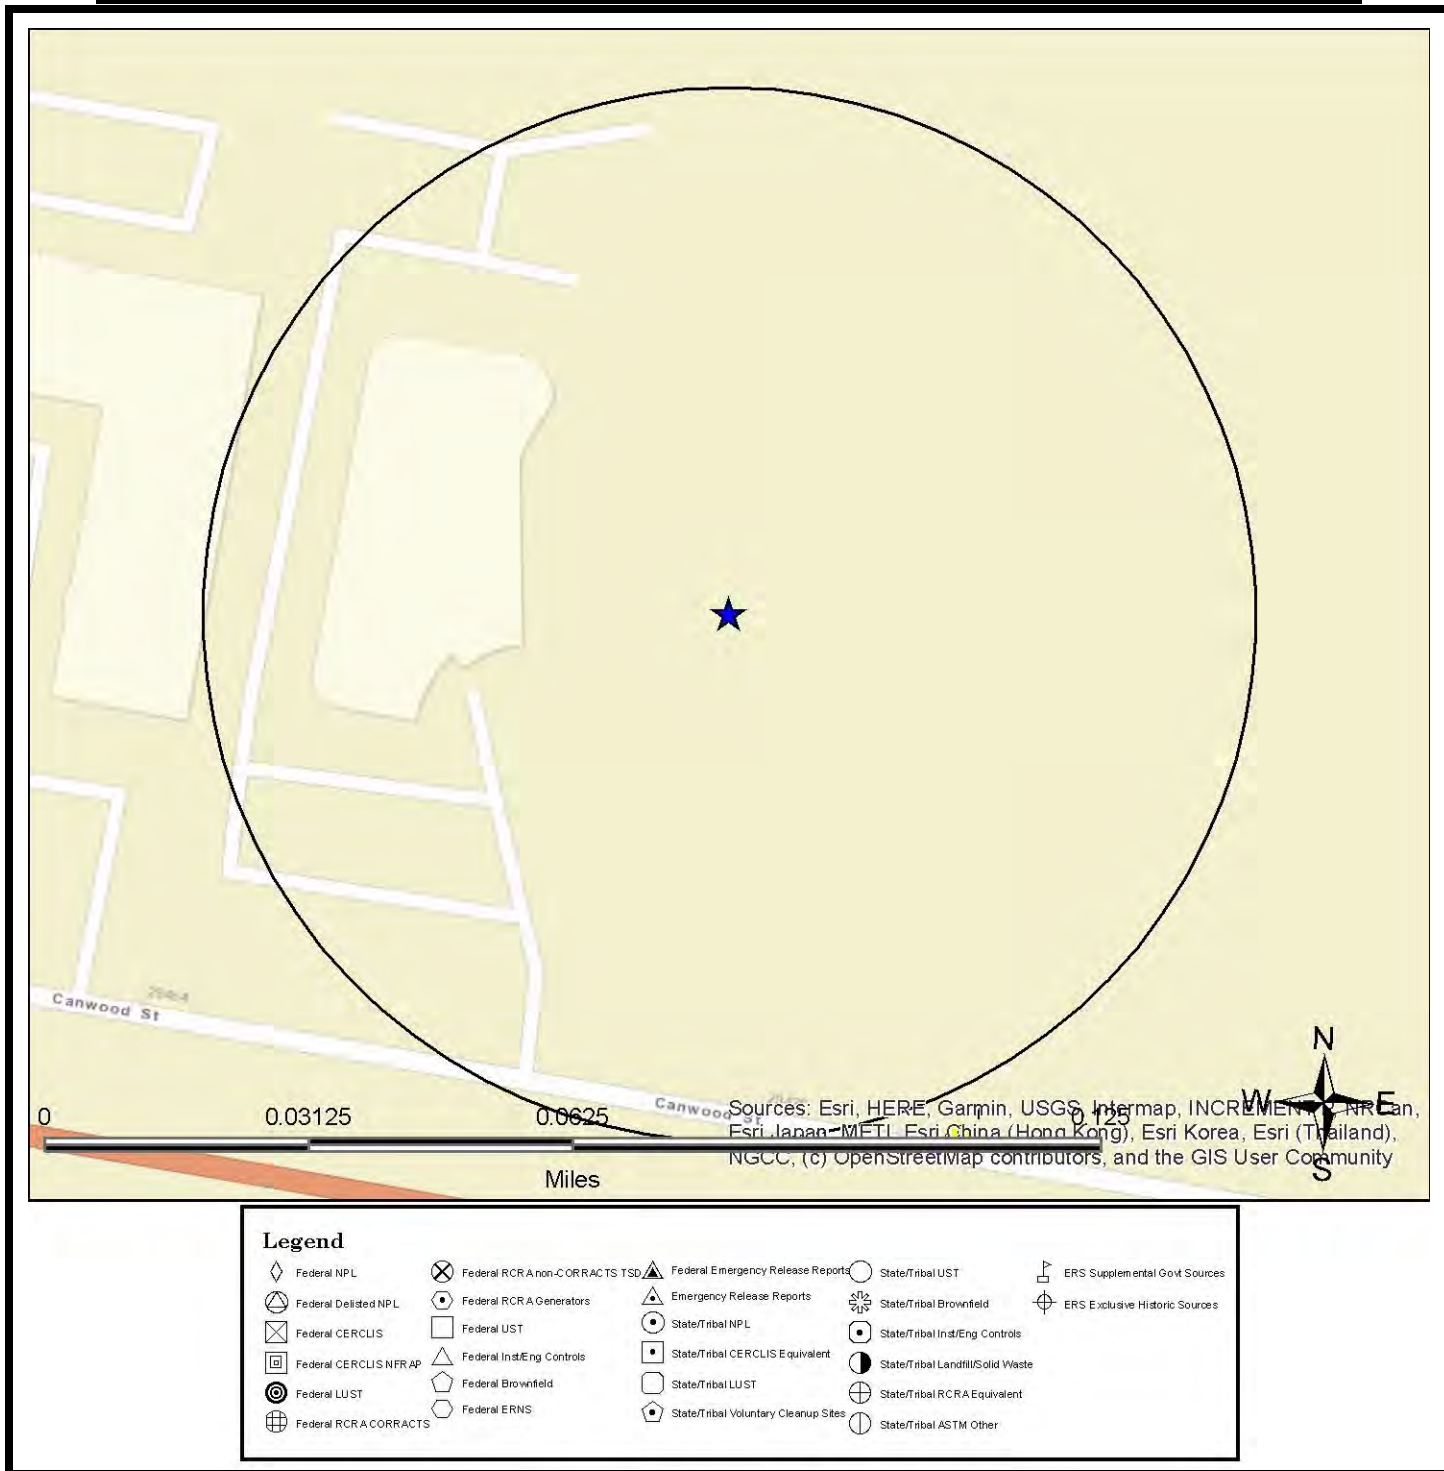 Canwood St
Canwood St
0 0.03125 0.0625 0.125
Miles
N
W E
S
Sources: Esri, HERE, Garmin, USGS, Intermap, INCREMENT P, NRCan,
Esri Japan, METI, Esri China (Hong Kong), Esri Korea, Esri (Thailand),
NGCC, (c) OpenStreetMap contributors, and the GIS User Community
Legend
Federal NPL
Federal Delisted NPL
Federal CERCLIS
Federal CERCLIS NFRAP
Federal LUST
Federal RCRA CORRACTS
Federal RCRA non-CORRACTS TSD
Federal RCRA Generators
Federal UST
Federal Inst/Eng Controls
Federal Brownfield
Federal ERNS
Federal Emergency Release Reports
Emergency Release Reports
State/Tribal NPL
State/Tribal CERCLIS Equivalent
State/Tribal LUST
State/Tribal Voluntary Cleanup Sites
State/Tribal UST
State/Tribal Brownfield
State/Tribal Inst/Eng Controls
State/Tribal Landfill/Solid Waste
State/Tribal RCRA Equivalent
State/Tribal ASTM Other
ERS Supplemental Govt Sources
ERS Exclusive Historic Sources